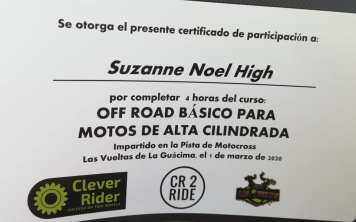 Se otorga el presente certificado de participación a:
Suzanne Noel High
por completar 4 horas del curso:
OFF ROAD BÁSICO PARA
MOTOS DE ALTA CILINDRADA
Impartido en la Pista de Motocross
Las Vueltas de La Guácima, el 1 de marzo de 2020
Clever
Rider
CR 2
RIDE